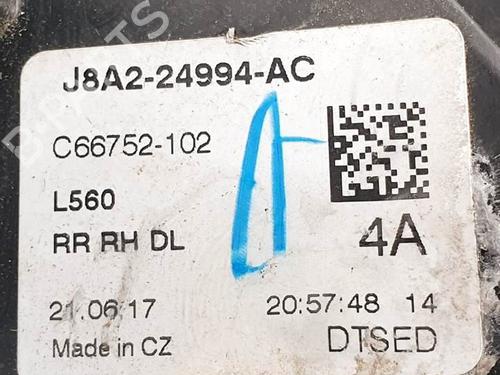 J8A2-24994-AC
C66752-102
L560
RR RH DL
4A
21.06.17 20:57:48 14
Made in CZ DTSED